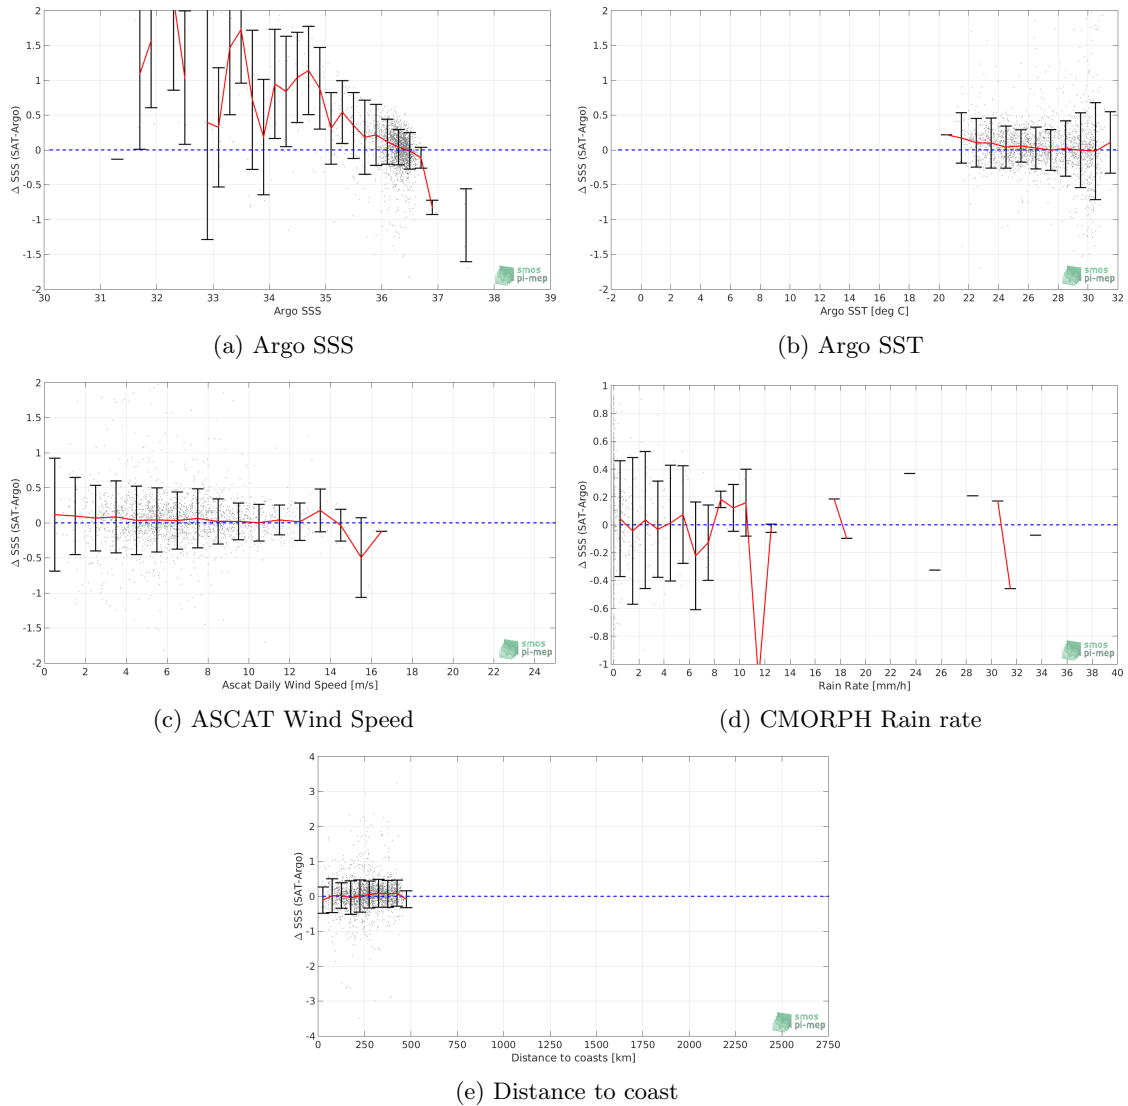 2
1.5
1
0.5
0
-0.5
-1
-1.5
-2
Δ SSS (SAT-Argo)
30 31 32 33 34 35 36 37 38 39
Argo SSS
smos
pi-mep
(a) Argo SSS
2
1.5
1
0.5
0
-0.5
-1
-1.5
-2
Δ SSS (SAT-Argo)
-2 0 2 4 6 8 10 12 14 16 18 20 22 24 26 28 30 32
Argo SST [deg C]
smos
pi-mep
(b) Argo SST
2
1.5
1
0.5
0
-0.5
-1
-1.5
-2
Δ SSS (SAT-Argo)
2 4 6 8 10 12 14 16 18 20 22 24
Ascat Daily Wind Speed [m/s]
smos
pi-mep
(c) ASCAT Wind Speed
1
0.8
0.6
0.4
0.2
0
-0.2
-0.4
-0.6
-0.8
-1
Δ SSS (SAT-Argo)
0 2 4 6 8 10 12 14 16 18 20 22 24 26 28 30 32 34 36 38 40
Rain Rate [mm/h]
smos
pi-mep
(d) CMORPH Rain rate
4
3
2
1
0
-1
-2
-3
-4
Δ SSS (SAT-Argo)
0 250 500 750 1000 1250 1500 1750 2000 2250 2500 2750
Distance to coasts [km]
smos
pi-mep
(e) Distance to coast